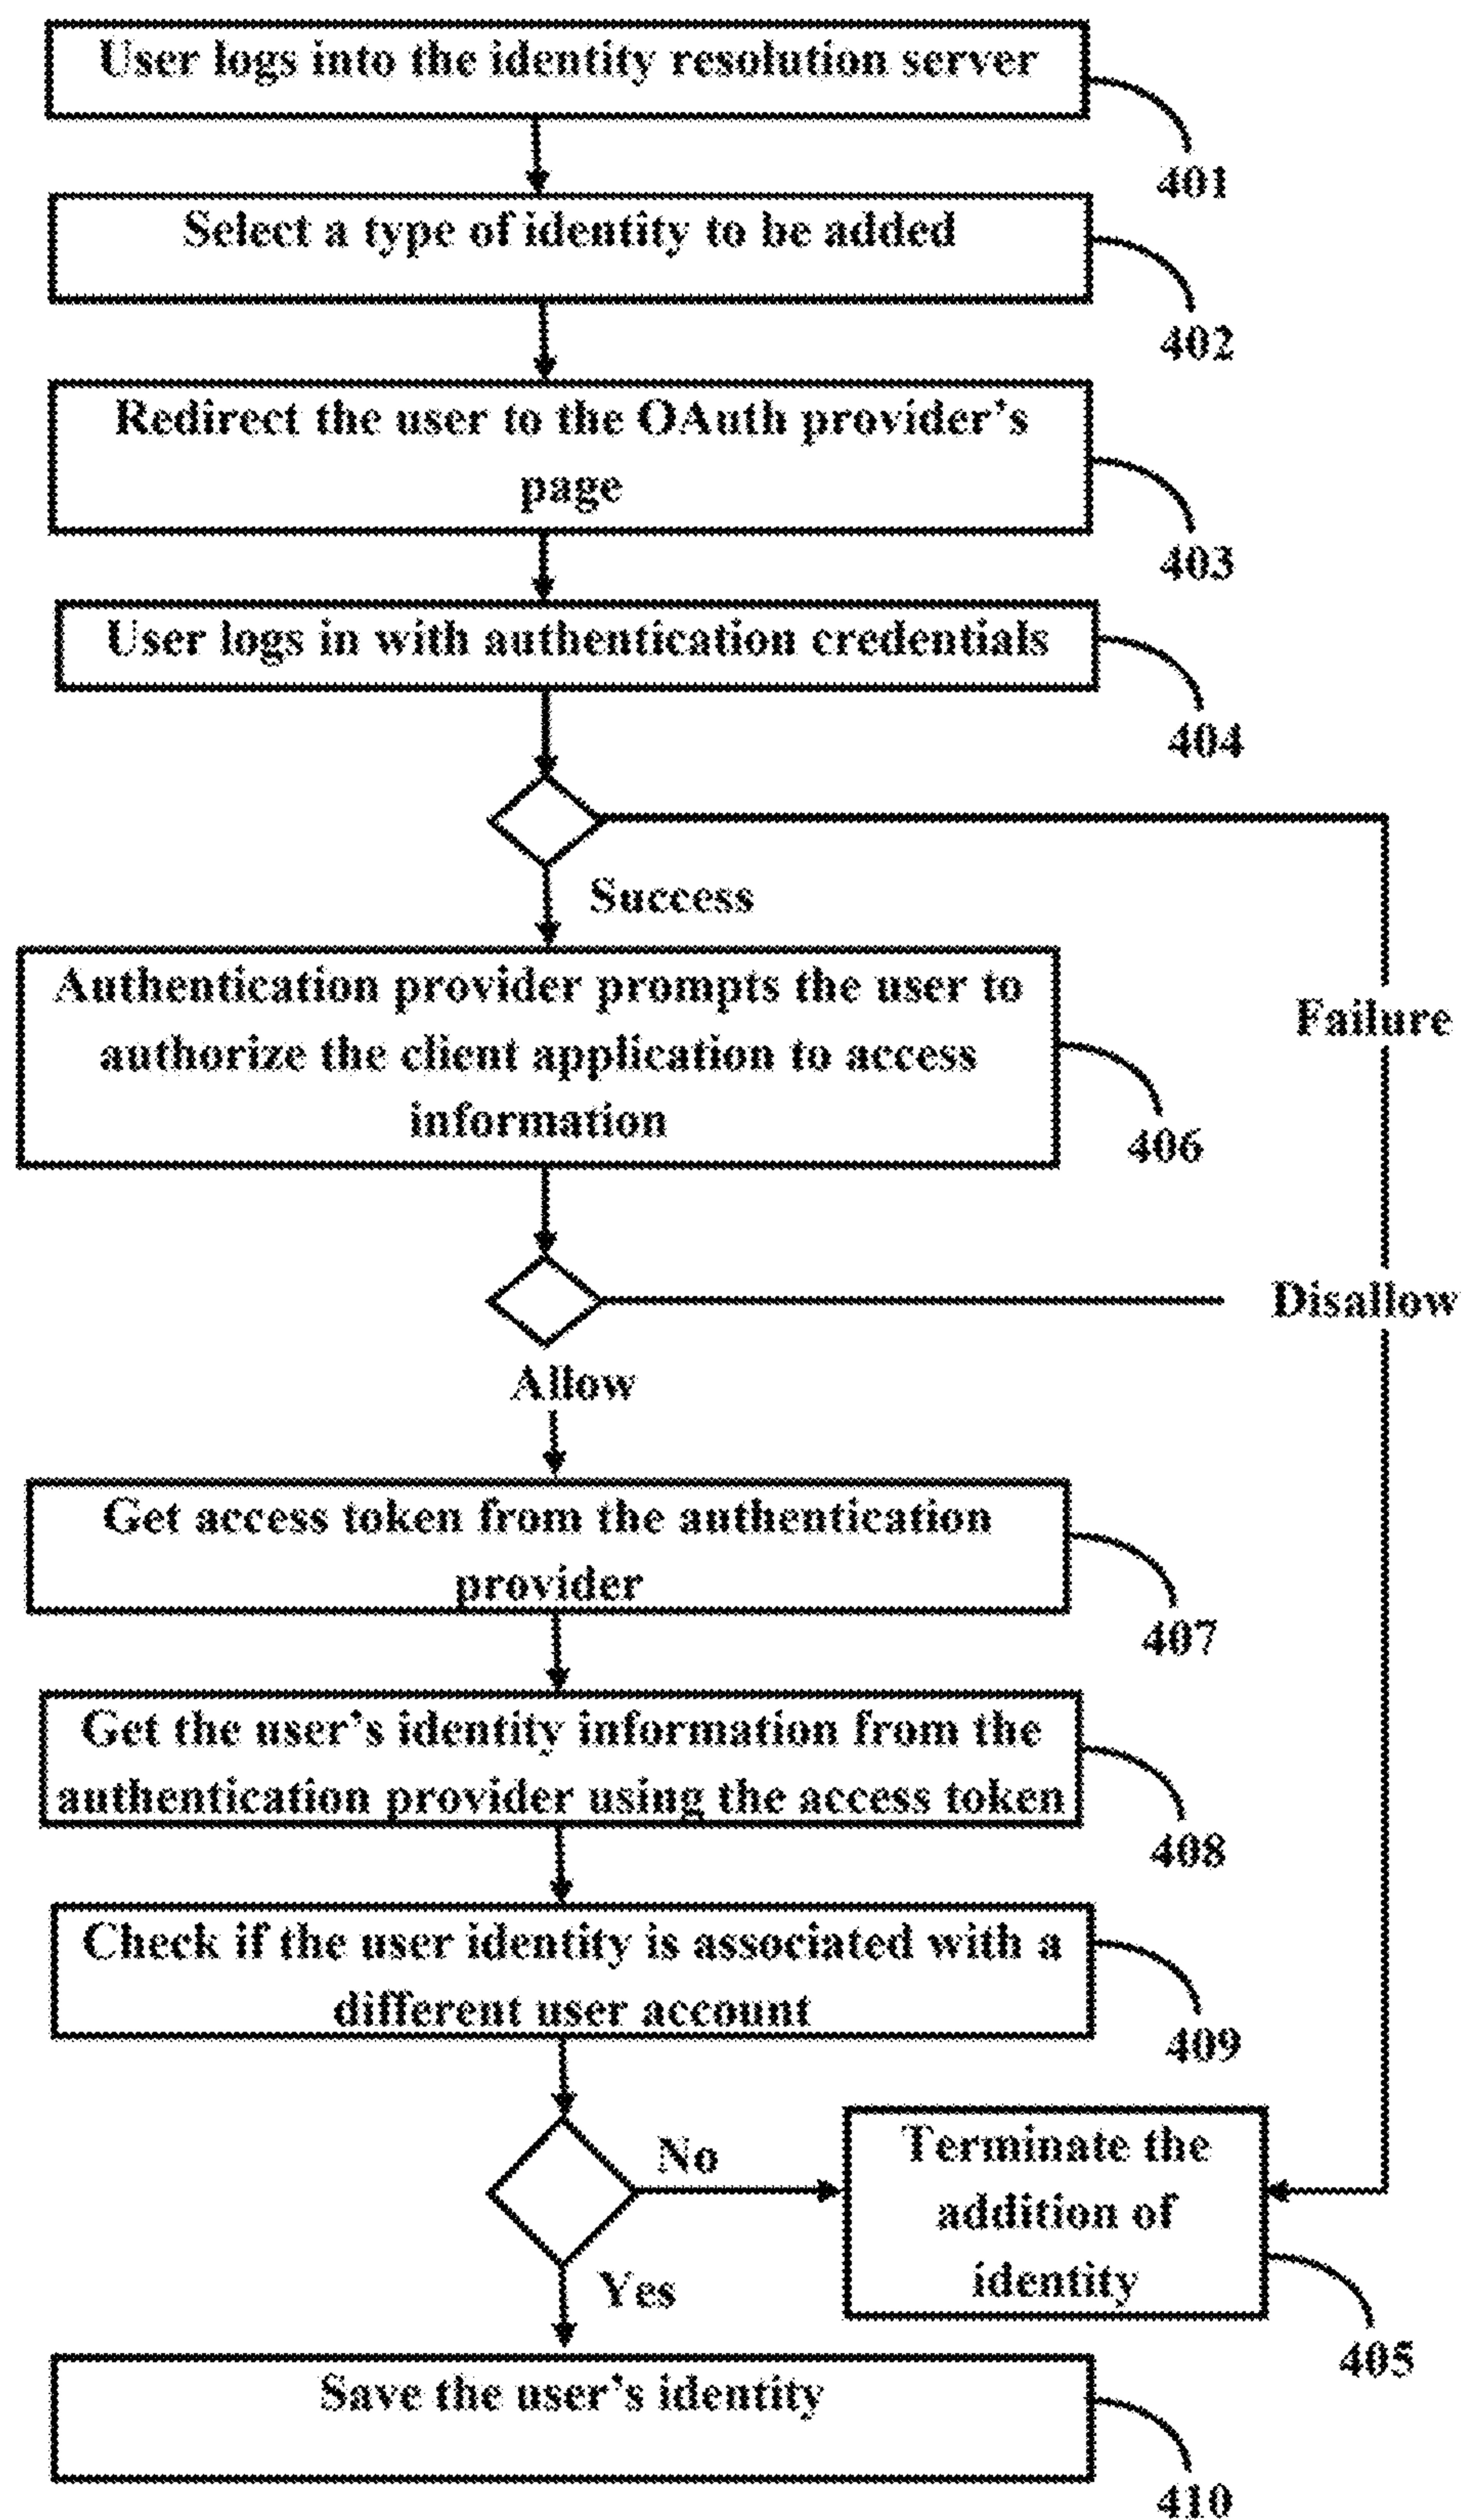 User logs into the identity resolution server
401
Select a type of identity to be added
402
Redirect the user to the OAuth provider's
page
403
User logs in with authentication credentials
404
Success
Authentication provider prompts the user to
authorize the client application to access
information
406
Failure
Disallow
Allow
Get access token from the authentication
provider
407
Get the user's identity information from the
authentication provider using the access token
408
Check if the user identity is associated with a
different user account
409
No
Terminate the
addition of
identity
405
Yes
Save the user's identity
410